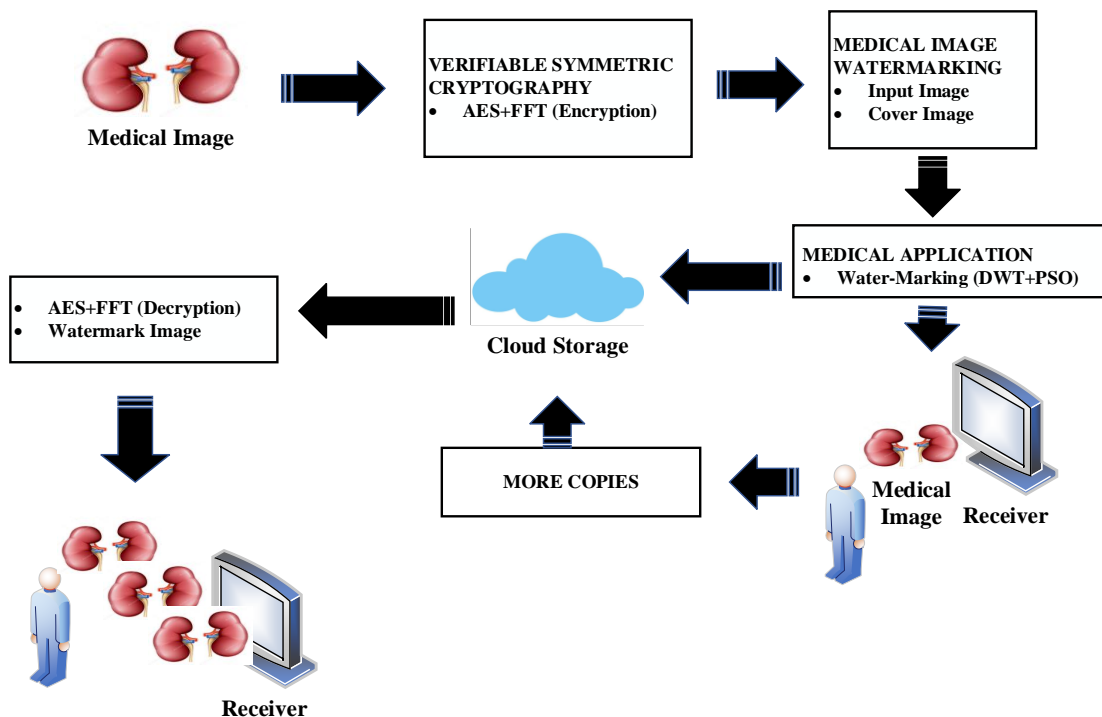 Medical Image
VERIFIABLE SYMMETRIC
CRYPTOGRAPHY
• AES+FFT (Encryption)
MEDICAL IMAGE
WATERMARKING
• Input Image
• Cover Image
MEDICAL APPLICATION
• Water-Marking (DWT+PSO)
Cloud Storage
• AES+FFT (Decryption)
• Watermark Image
MORE COPIES
Medical
Image
Receiver
Receiver